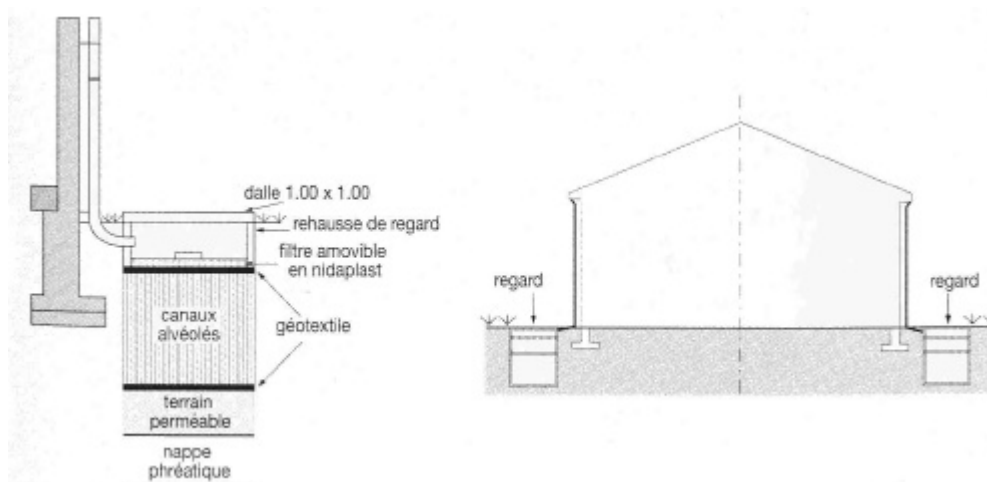 dalle 1.00 x 1.00
rehausse de regard
filtre amovible
en nidaplast
canaux
alvéolés
géotextile
terrain
perméable
nappe
phréatique
regard
regard